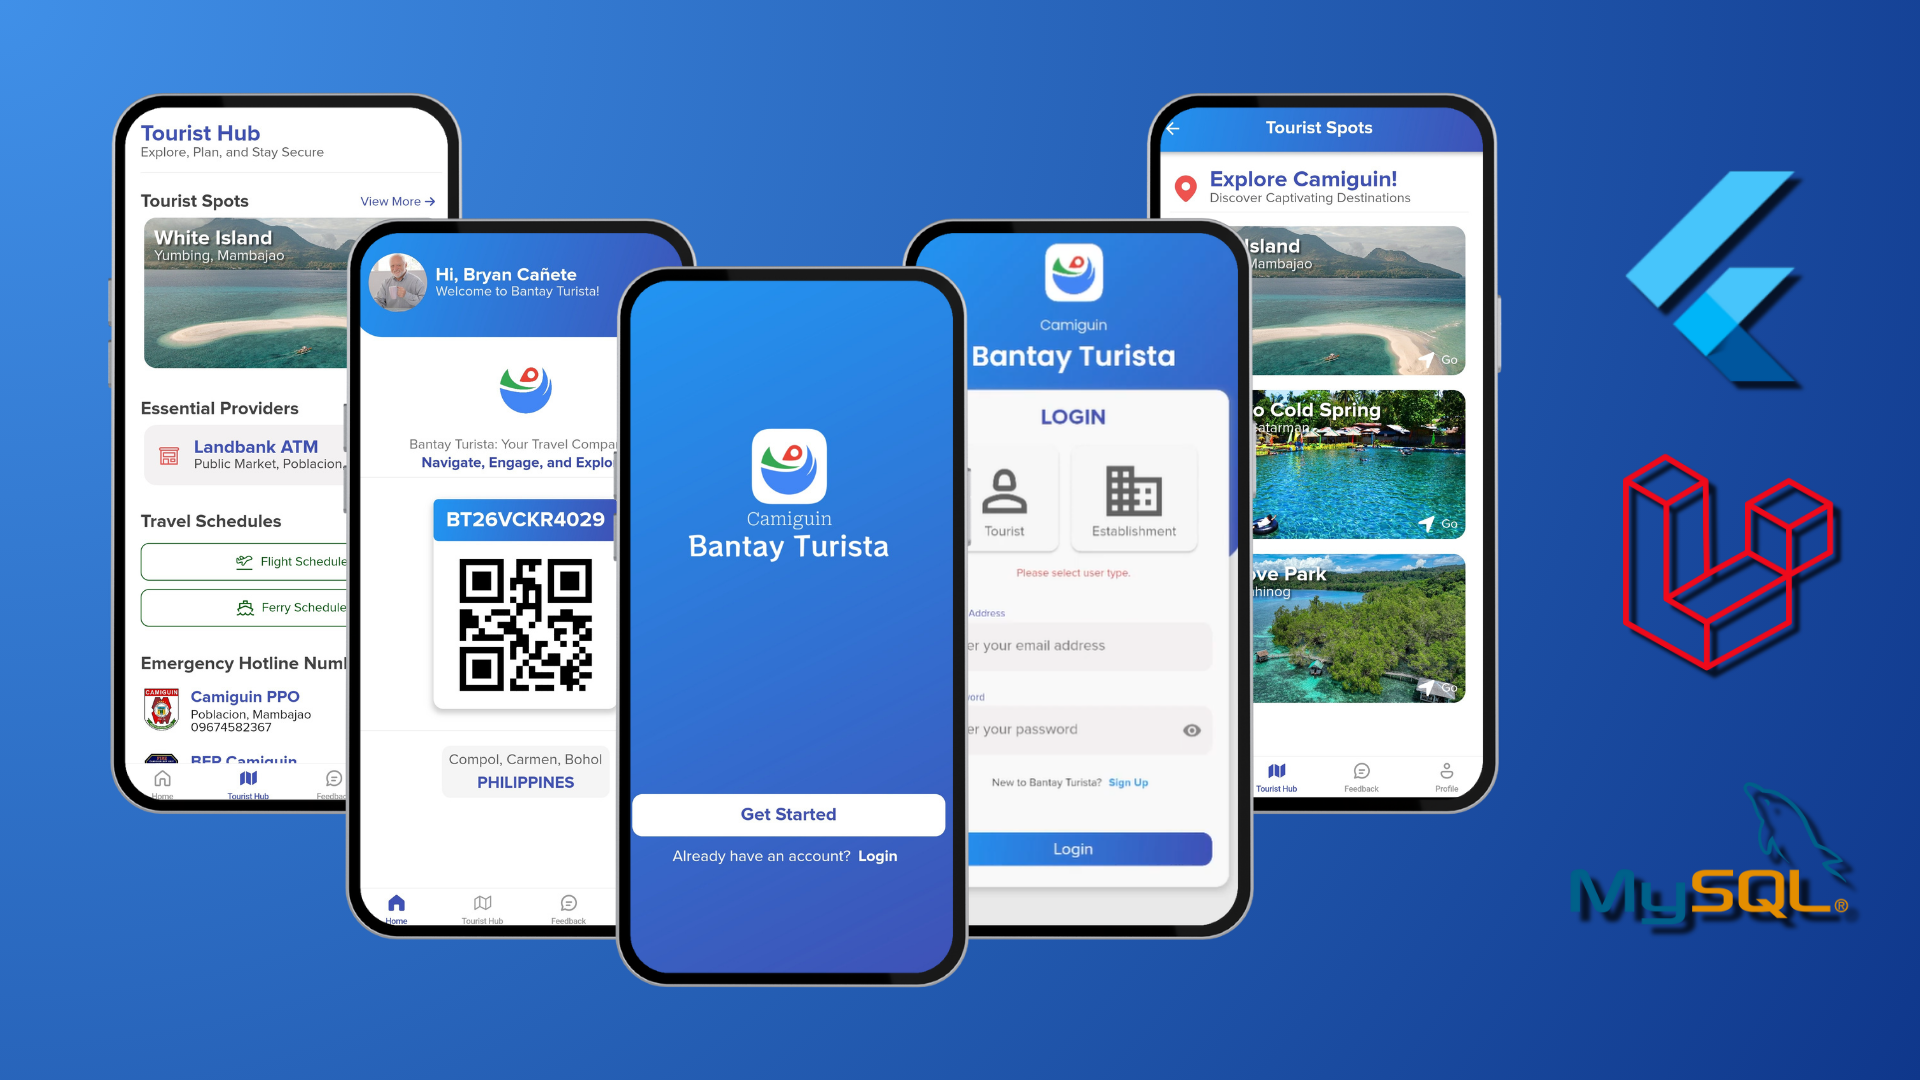 Tourist Hub
Explore, Plan, and Stay Secure
Tourist Spots
View More
White Island
Yumbing, Mambajao
Essential Providers
Landbank ATM
Public Market, Poblacion,
Travel Schedules
Flight Schedule
Ferry Schedule
Emergency Hotline Num
CAMIGUIN
Camiguin PPO
Poblacion, Mambajao
09674582367
BFP Camiguin
Home
Tourist Hub
Feedbac
Hi, Bryan Cañete
Welcome to Bantay Turista!
Bantay Turista: Your Travel Compa
Navigate, Engage, and Explo
BT26VCKR4029
Compol, Carmen, Bohol
PHILIPPINES
Home
Tourist Hub
Feedback
Camiguin
Bantay Turista
Get Started
Already have an account? Login
Camiguin
Bantay Turista
LOGIN
Tourist
Establishment
Please select user type.
Address
er your email address
ord
er your password
New to Bantay Turista? Sign Up
Login
Tourist Spots
Explore Camiguin!
Discover Captivating Destinations
Island
Mambajao
Go
o Cold Spring
atarman
Go
ove Park
hinog
Go
Tourist Hub
Feedback
Profile
MySQL®